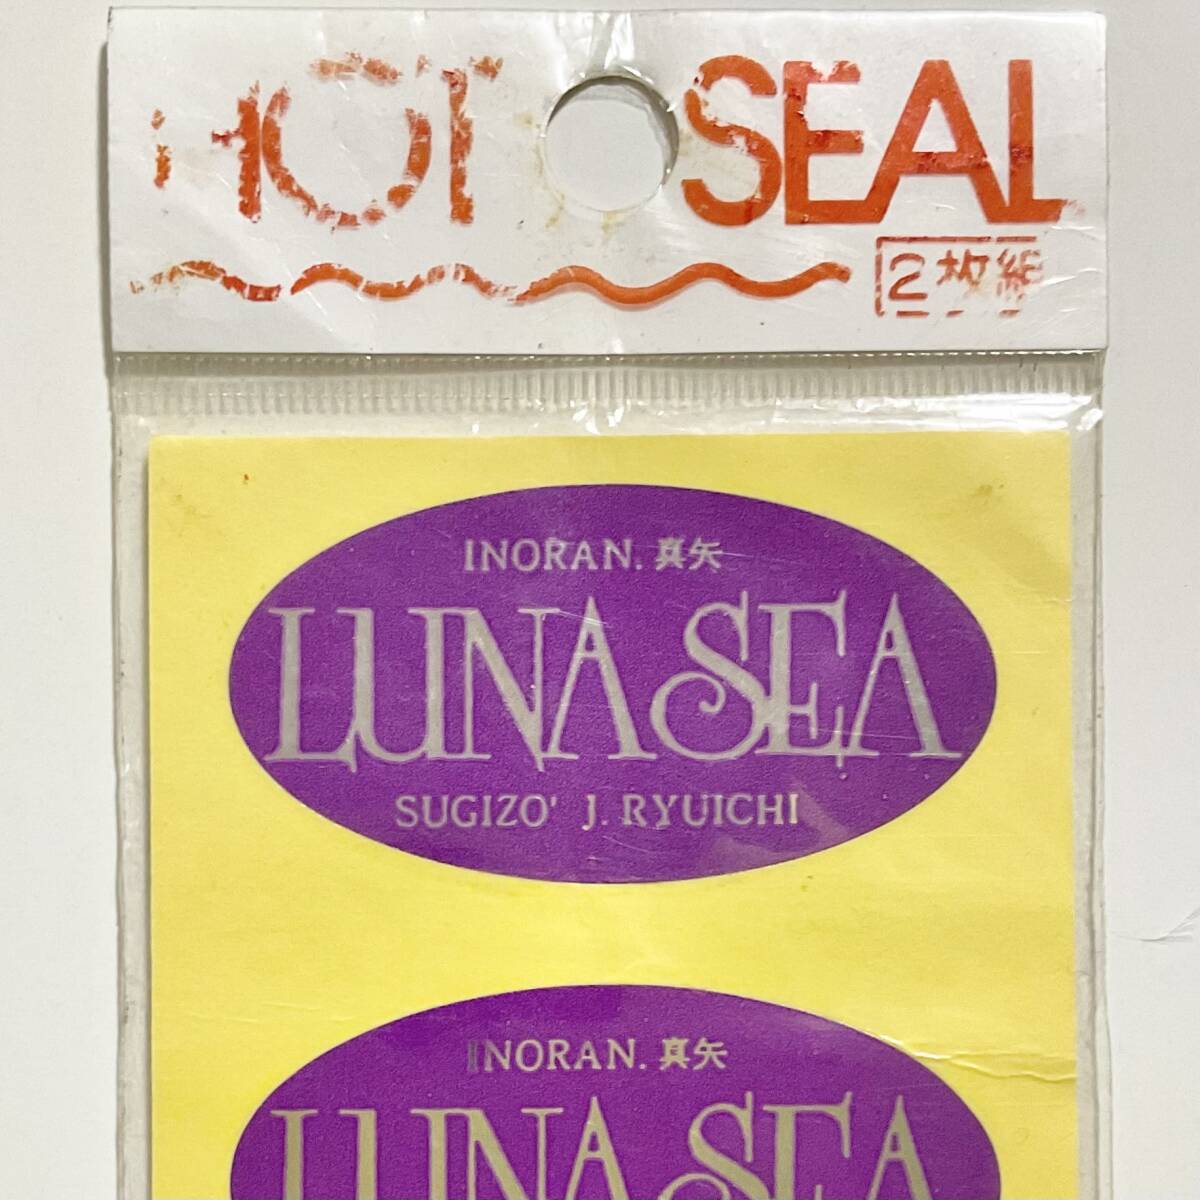 HOT SEAL
2枚組
INORAN. 真矢
LUNA SEA
SUGIZO' J. RYUICHI
INORAN. 真矢
LUNA SEA